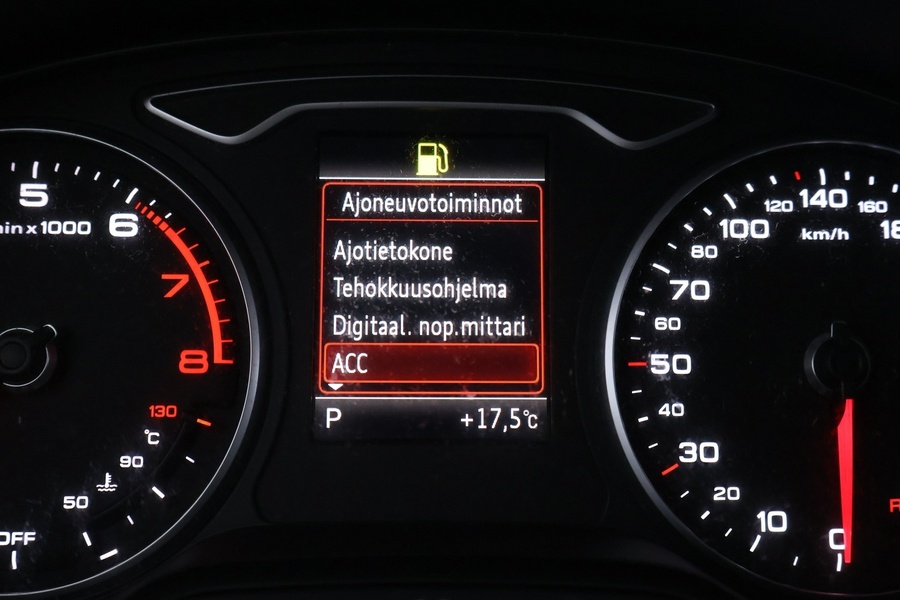 5
6
7
8
min x 1000
130
°C
90
50
OFF
Ajoneuvotoiminnot
Ajotietokone
Tehokkuusohjelma
Digitaal. nop.mittari
ACC
P +17,5°C
120 140 160
100
km/h
80
70
60
50
40
30
20
10
0